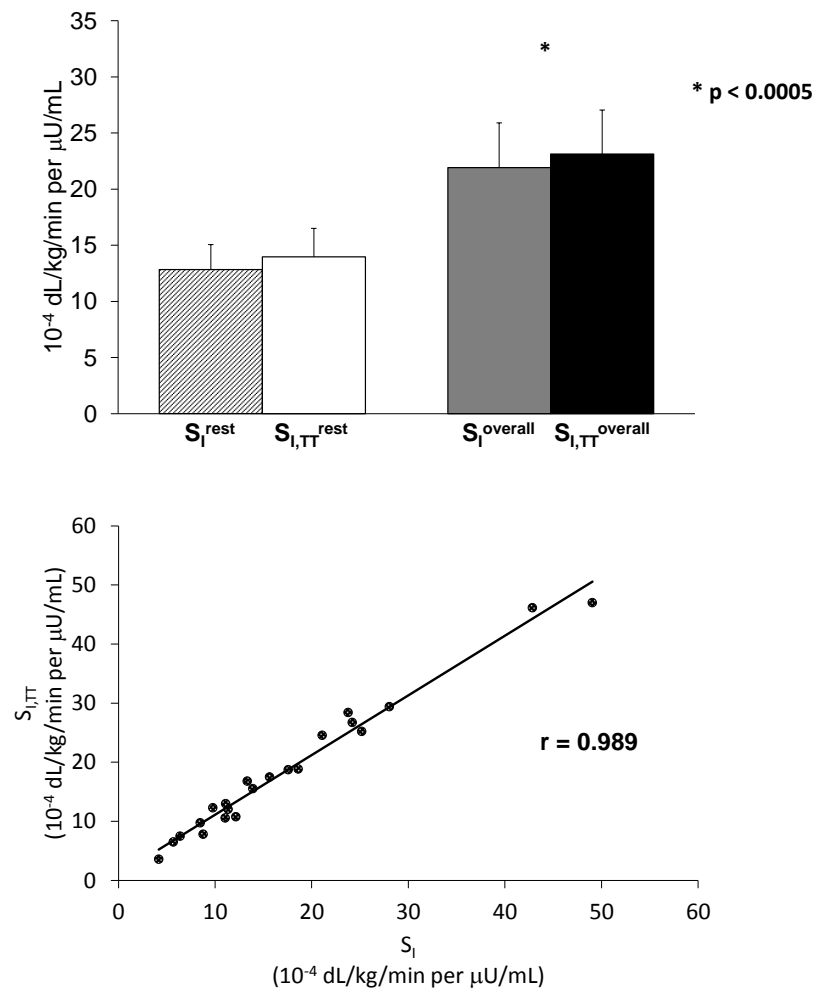 40
35
30
25
20
15
10
5
0
10⁻⁴ dL/kg/min per μU/mL
*
* p < 0.0005
S_I^rest S_I,TT^rest S_I^overall S_I,TT^overall
60
50
40
30
20
10
0
S_I,TT
(10⁻⁴ dL/kg/min per μU/mL)
r = 0.989
0 10 20 30 40 50 60
S_I
(10⁻⁴ dL/kg/min per μU/mL)